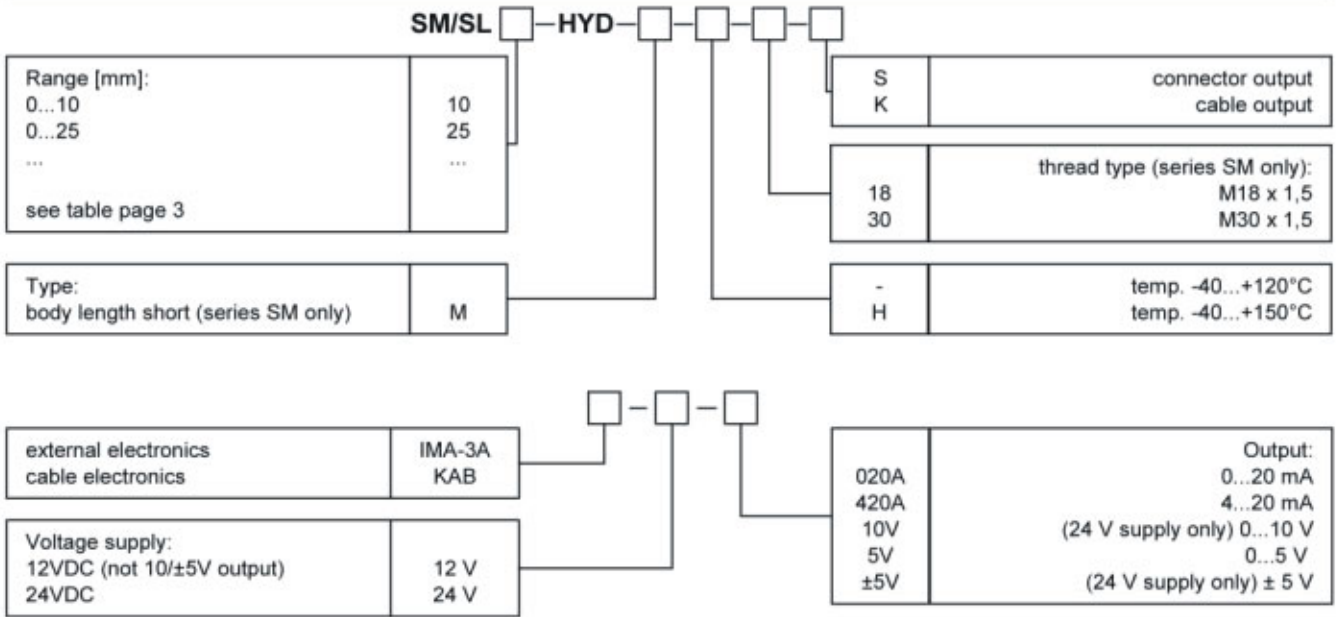 SM/SL □–HYD–□–□–□–□
Range [mm]:
0...10 10
0...25 25
... ...
see table page 3
Type:
body length short (series SM only) M
S connector output
K cable output
thread type (series SM only):
18 M18 x 1,5
30 M30 x 1,5
- temp. -40...+120°C
H temp. -40...+150°C
□–□–□
external electronics IMA-3A
cable electronics KAB
Voltage supply:
12VDC (not 10/±5V output) 12 V
24VDC 24 V
Output:
020A 0...20 mA
420A 4...20 mA
10V (24 V supply only) 0...10 V
5V 0...5 V
±5V (24 V supply only) ± 5 V